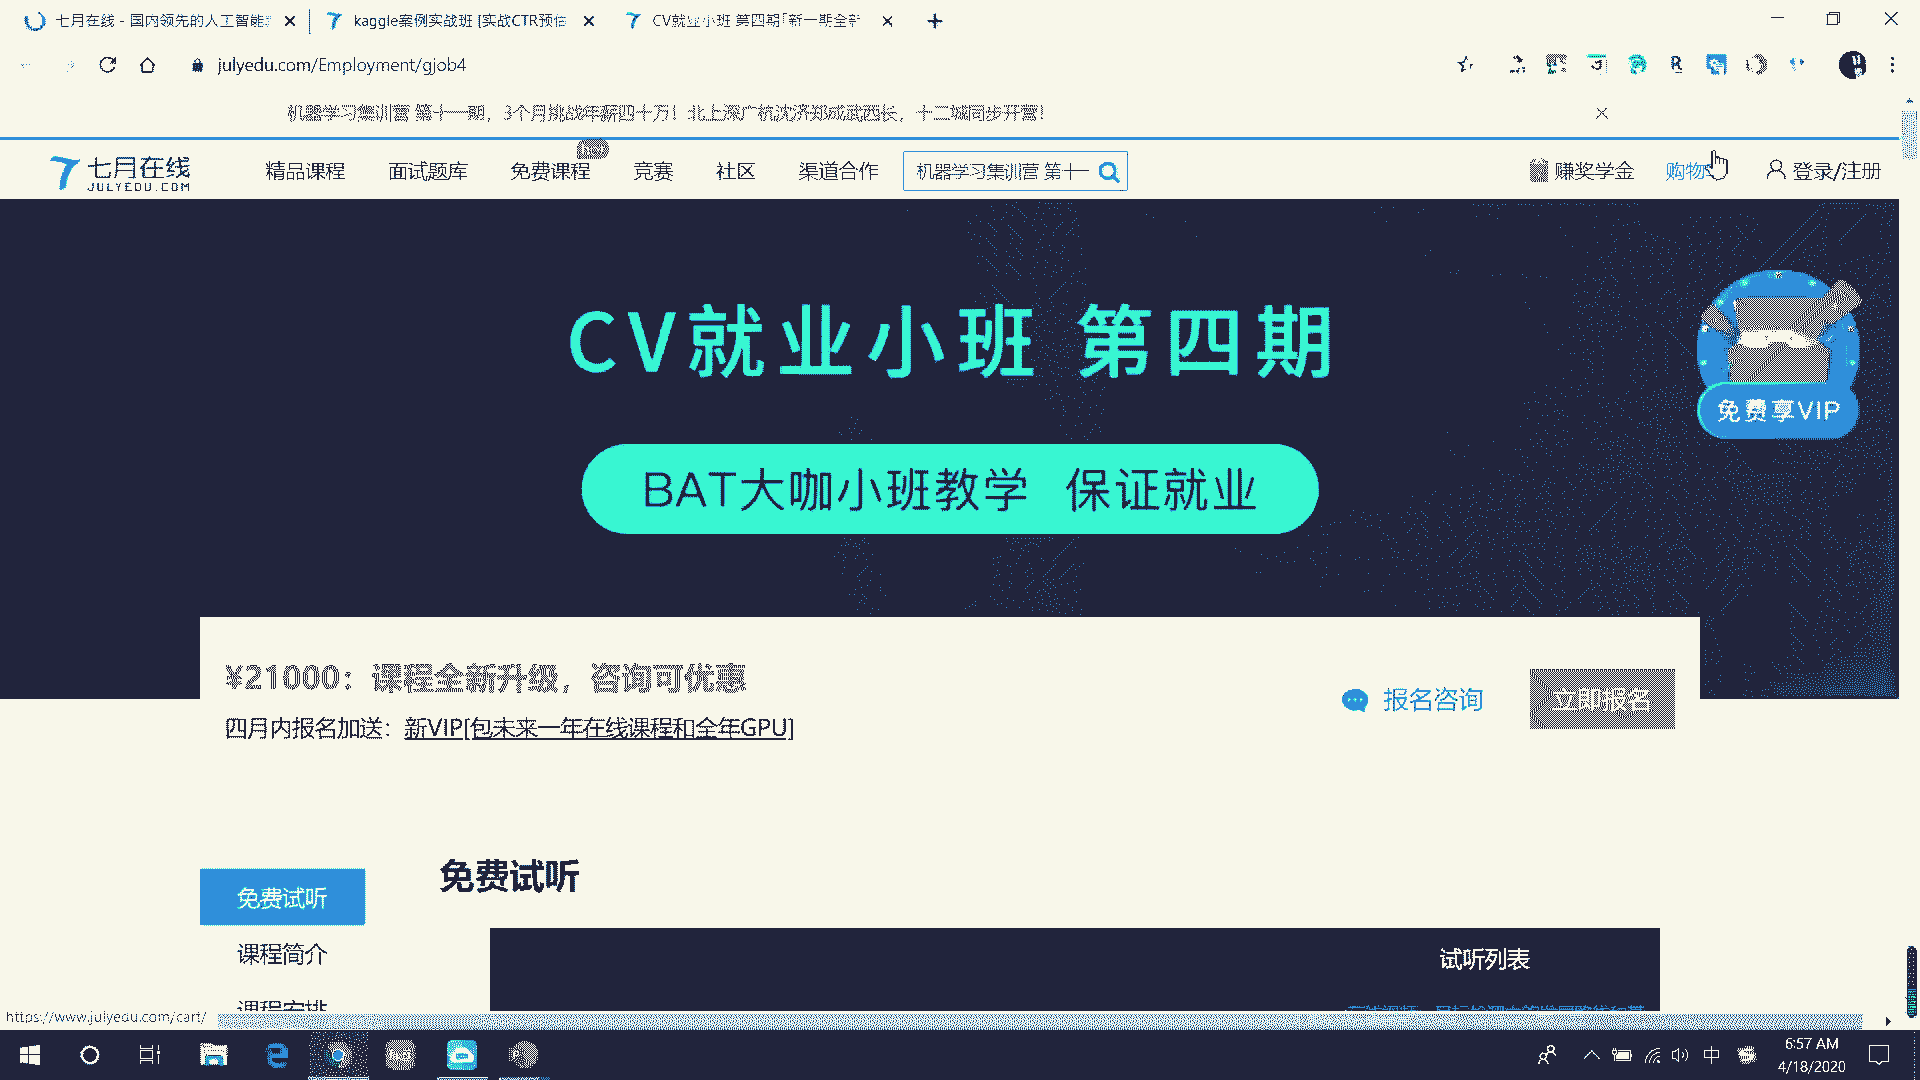 七月在线 - 国内领先的人工智能
kaggle案例实战班 [实战CTR预估
CV就业小班 第四期「新一期全新
julyedu.com/Employment/gjob4
机器学习集训营 第十一期，3个月挑战年薪四十万！北上深广杭沈济郑成武西长，十二城同步开营！
七月在线
JULYEDU.COM
精品课程
面试题库
免费课程
hot
竞赛
社区
渠道合作
机器学习集训营 第十一
赚奖学金
购物
登录/注册
CV就业小班 第四期
BAT大咖小班教学 保证就业
免费享VIP
¥21000：课程全新升级，咨询可优惠
四月内报名加送：新VIP[包未来一年在线课程和全年GPU]
报名咨询
立即报名
免费试听
免费试听
课程简介
课程安排
试听列表
https://www.julyedu.com/cart/
中
6:57 AM
4/18/2020